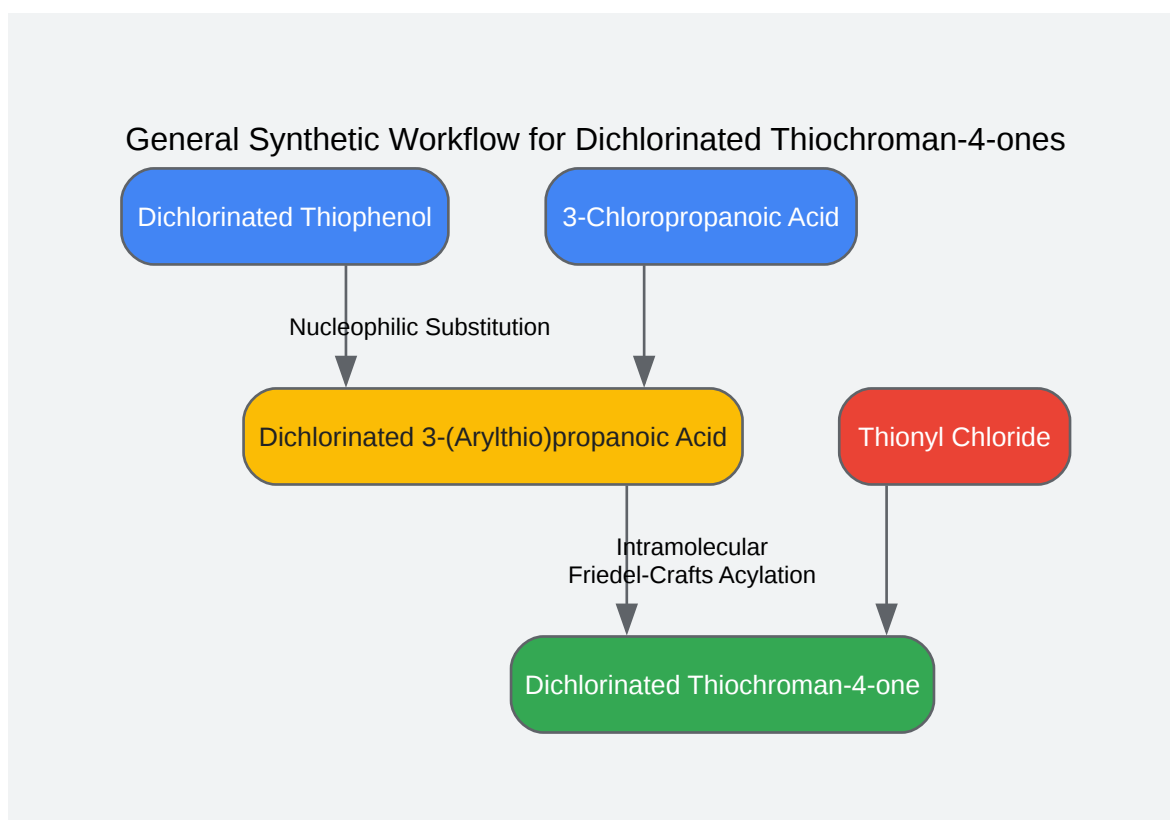 General Synthetic Workflow for Dichlorinated Thiochroman-4-ones
Dichlorinated Thiophenol
3-Chloropropanoic Acid
Nucleophilic Substitution
Dichlorinated 3-(Arylthio)propanoic Acid
Thionyl Chloride
Intramolecular
Friedel-Crafts Acylation
Dichlorinated Thiochroman-4-one